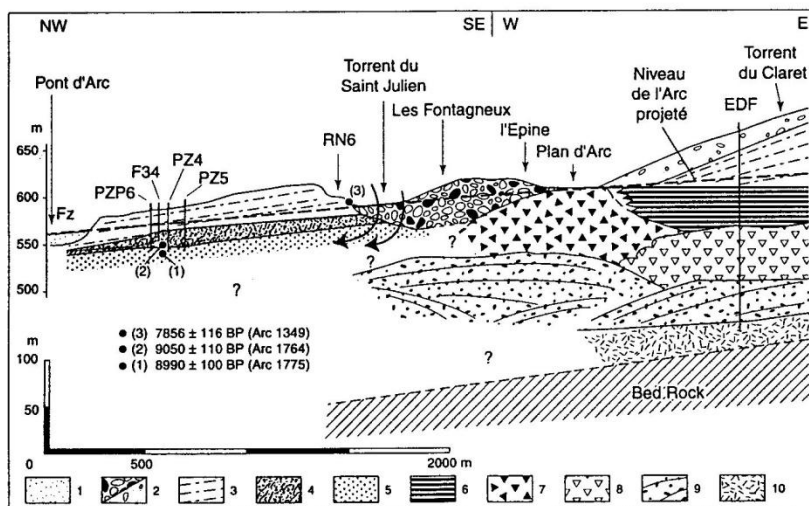 NW
SE W
E
Pont d'Arc
Torrent du
Saint Julien
Les Fontagneux
l'Epine
Plan d'Arc
Niveau
de l'Arc
projeté
Torrent
du Claret
EDF
RN6
F34
PZ4
PZP6
PZ5
Fz
m
650
600
550
500
(3)
(2)
(1)
?
?
?
?
(3) 7856 ± 116 BP (Arc 1349)
(2) 9050 ± 110 BP (Arc 1764)
(1) 8990 ± 100 BP (Arc 1775)
m
100
50
0
500
2000 m
Bed Rock
1 2 3 4 5 6 7 8 9 10